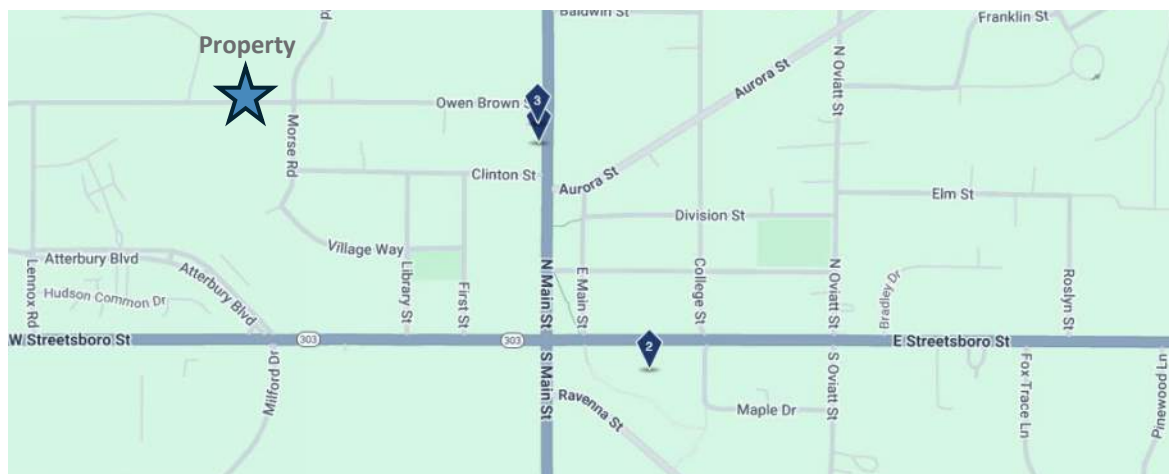 Rd
Baldwin St
Franklin St
Property
N Oviatt St
Aurora St
3
Owen Brown S
Morse Rd
Clinton St
Aurora St
Elm St
Division St
Village Way
Atterbury Blvd
Lennox Rd
Atterbury Blvd
Hudson Common Dr
Library St
First St
N Main St
E Main St
College St
N Oviatt St
Bradley Dr
Roslyn St
W Streetsboro St
303
303
2
E Streetsboro St
Milford Dr
S Main St
Ravenna St
Maple Dr
S Oviatt St
Fox Trace Ln
Pinewood Ln